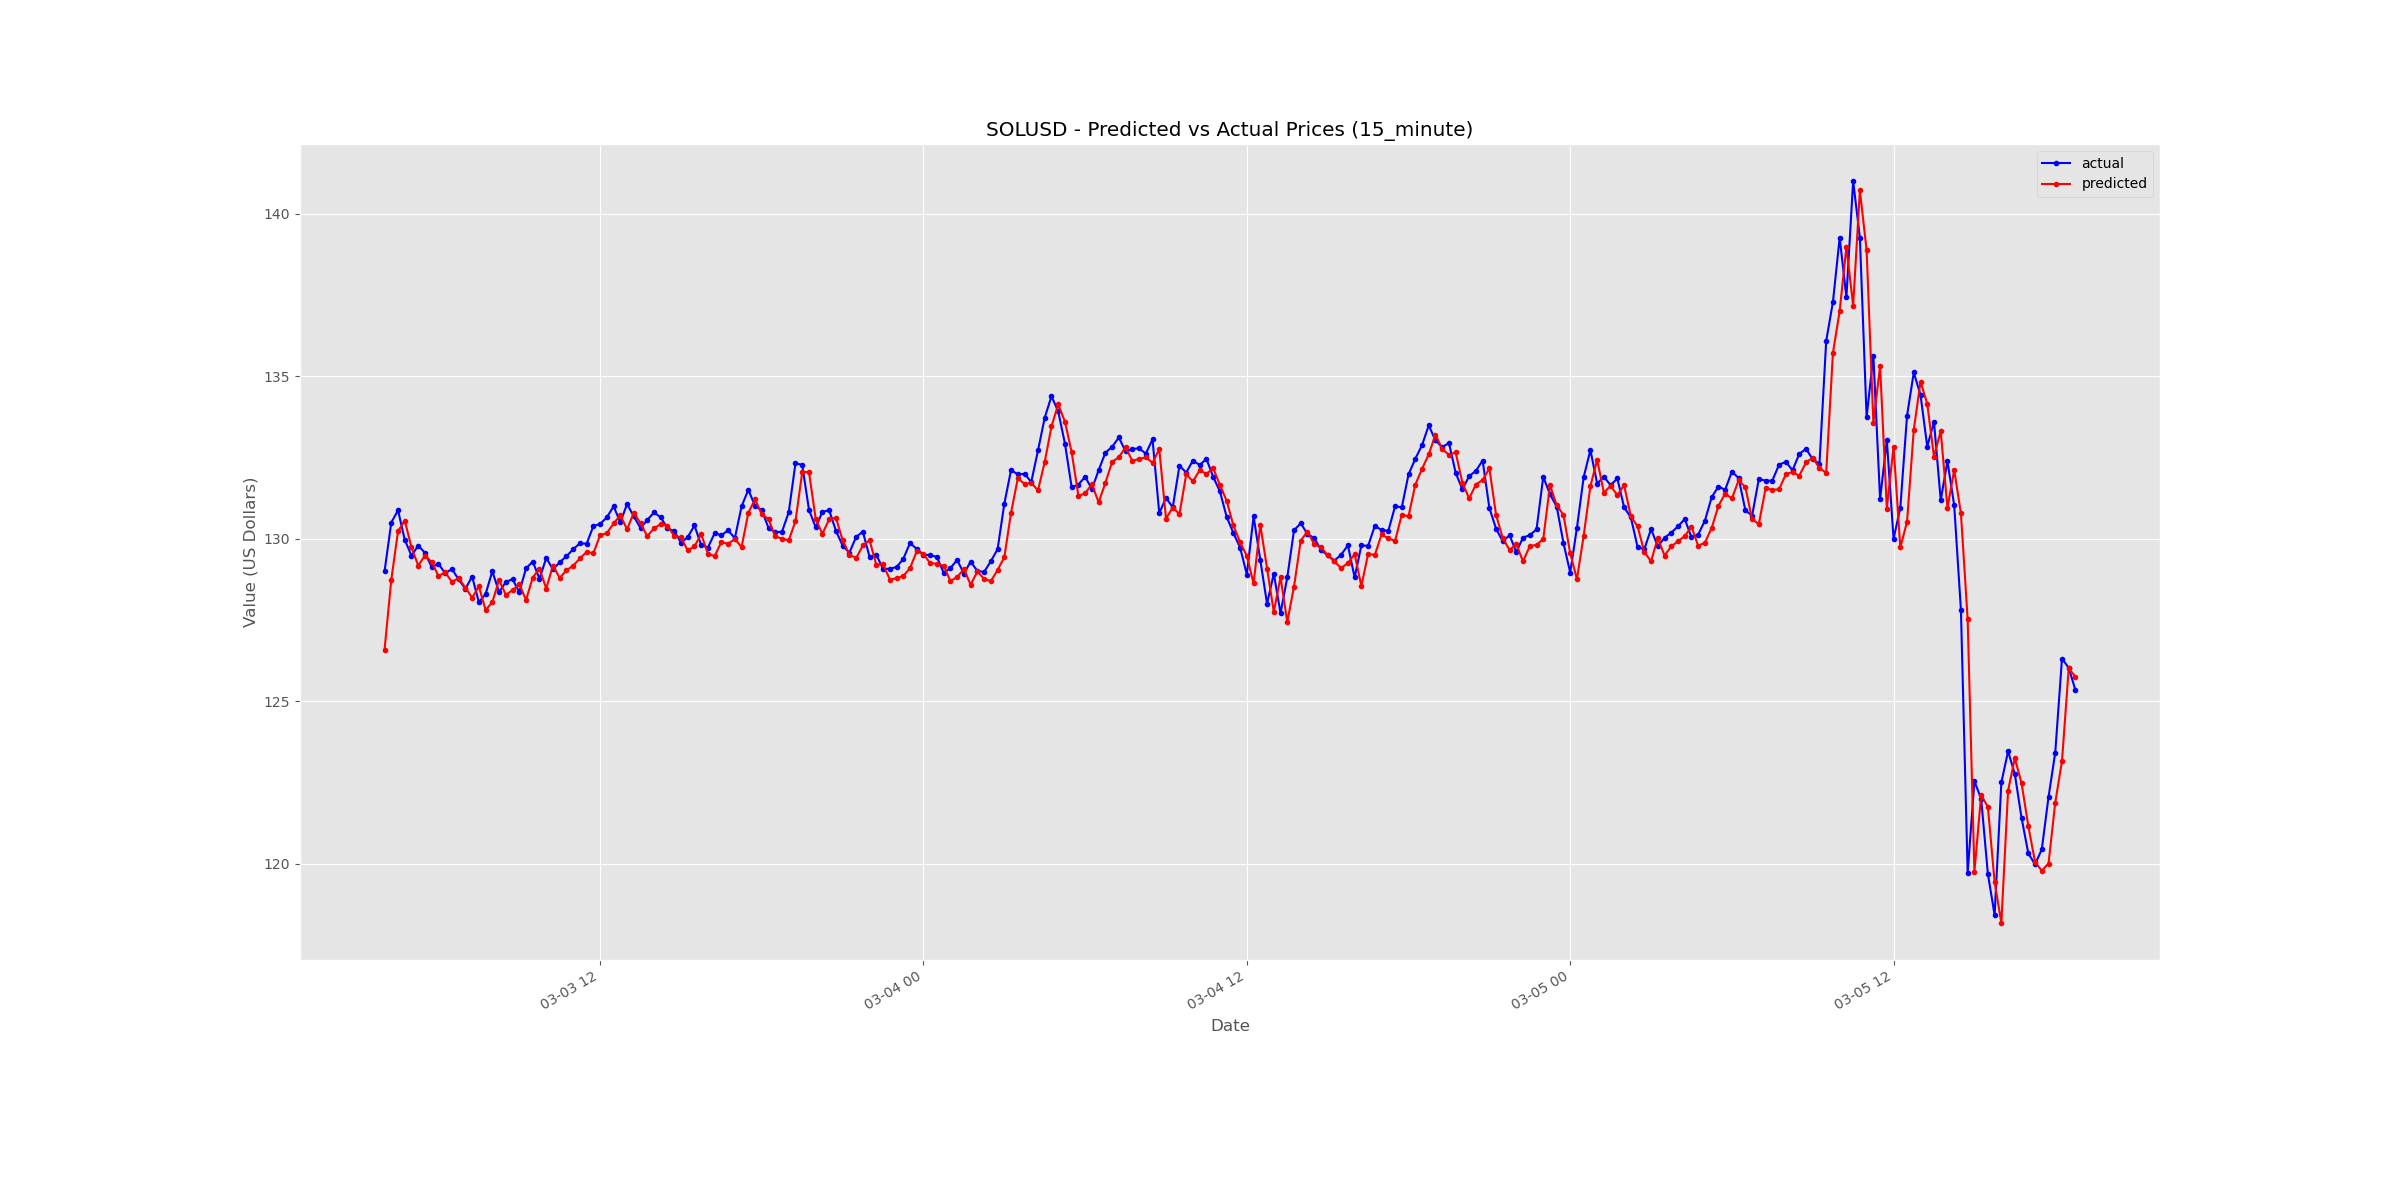 SOLUSD - Predicted vs Actual Prices (15_minute)
actual
predicted
140
135
130
125
120
Value (US Dollars)
03-03 12
03-04 00
03-04 12
03-05 00
03-05 12
Date